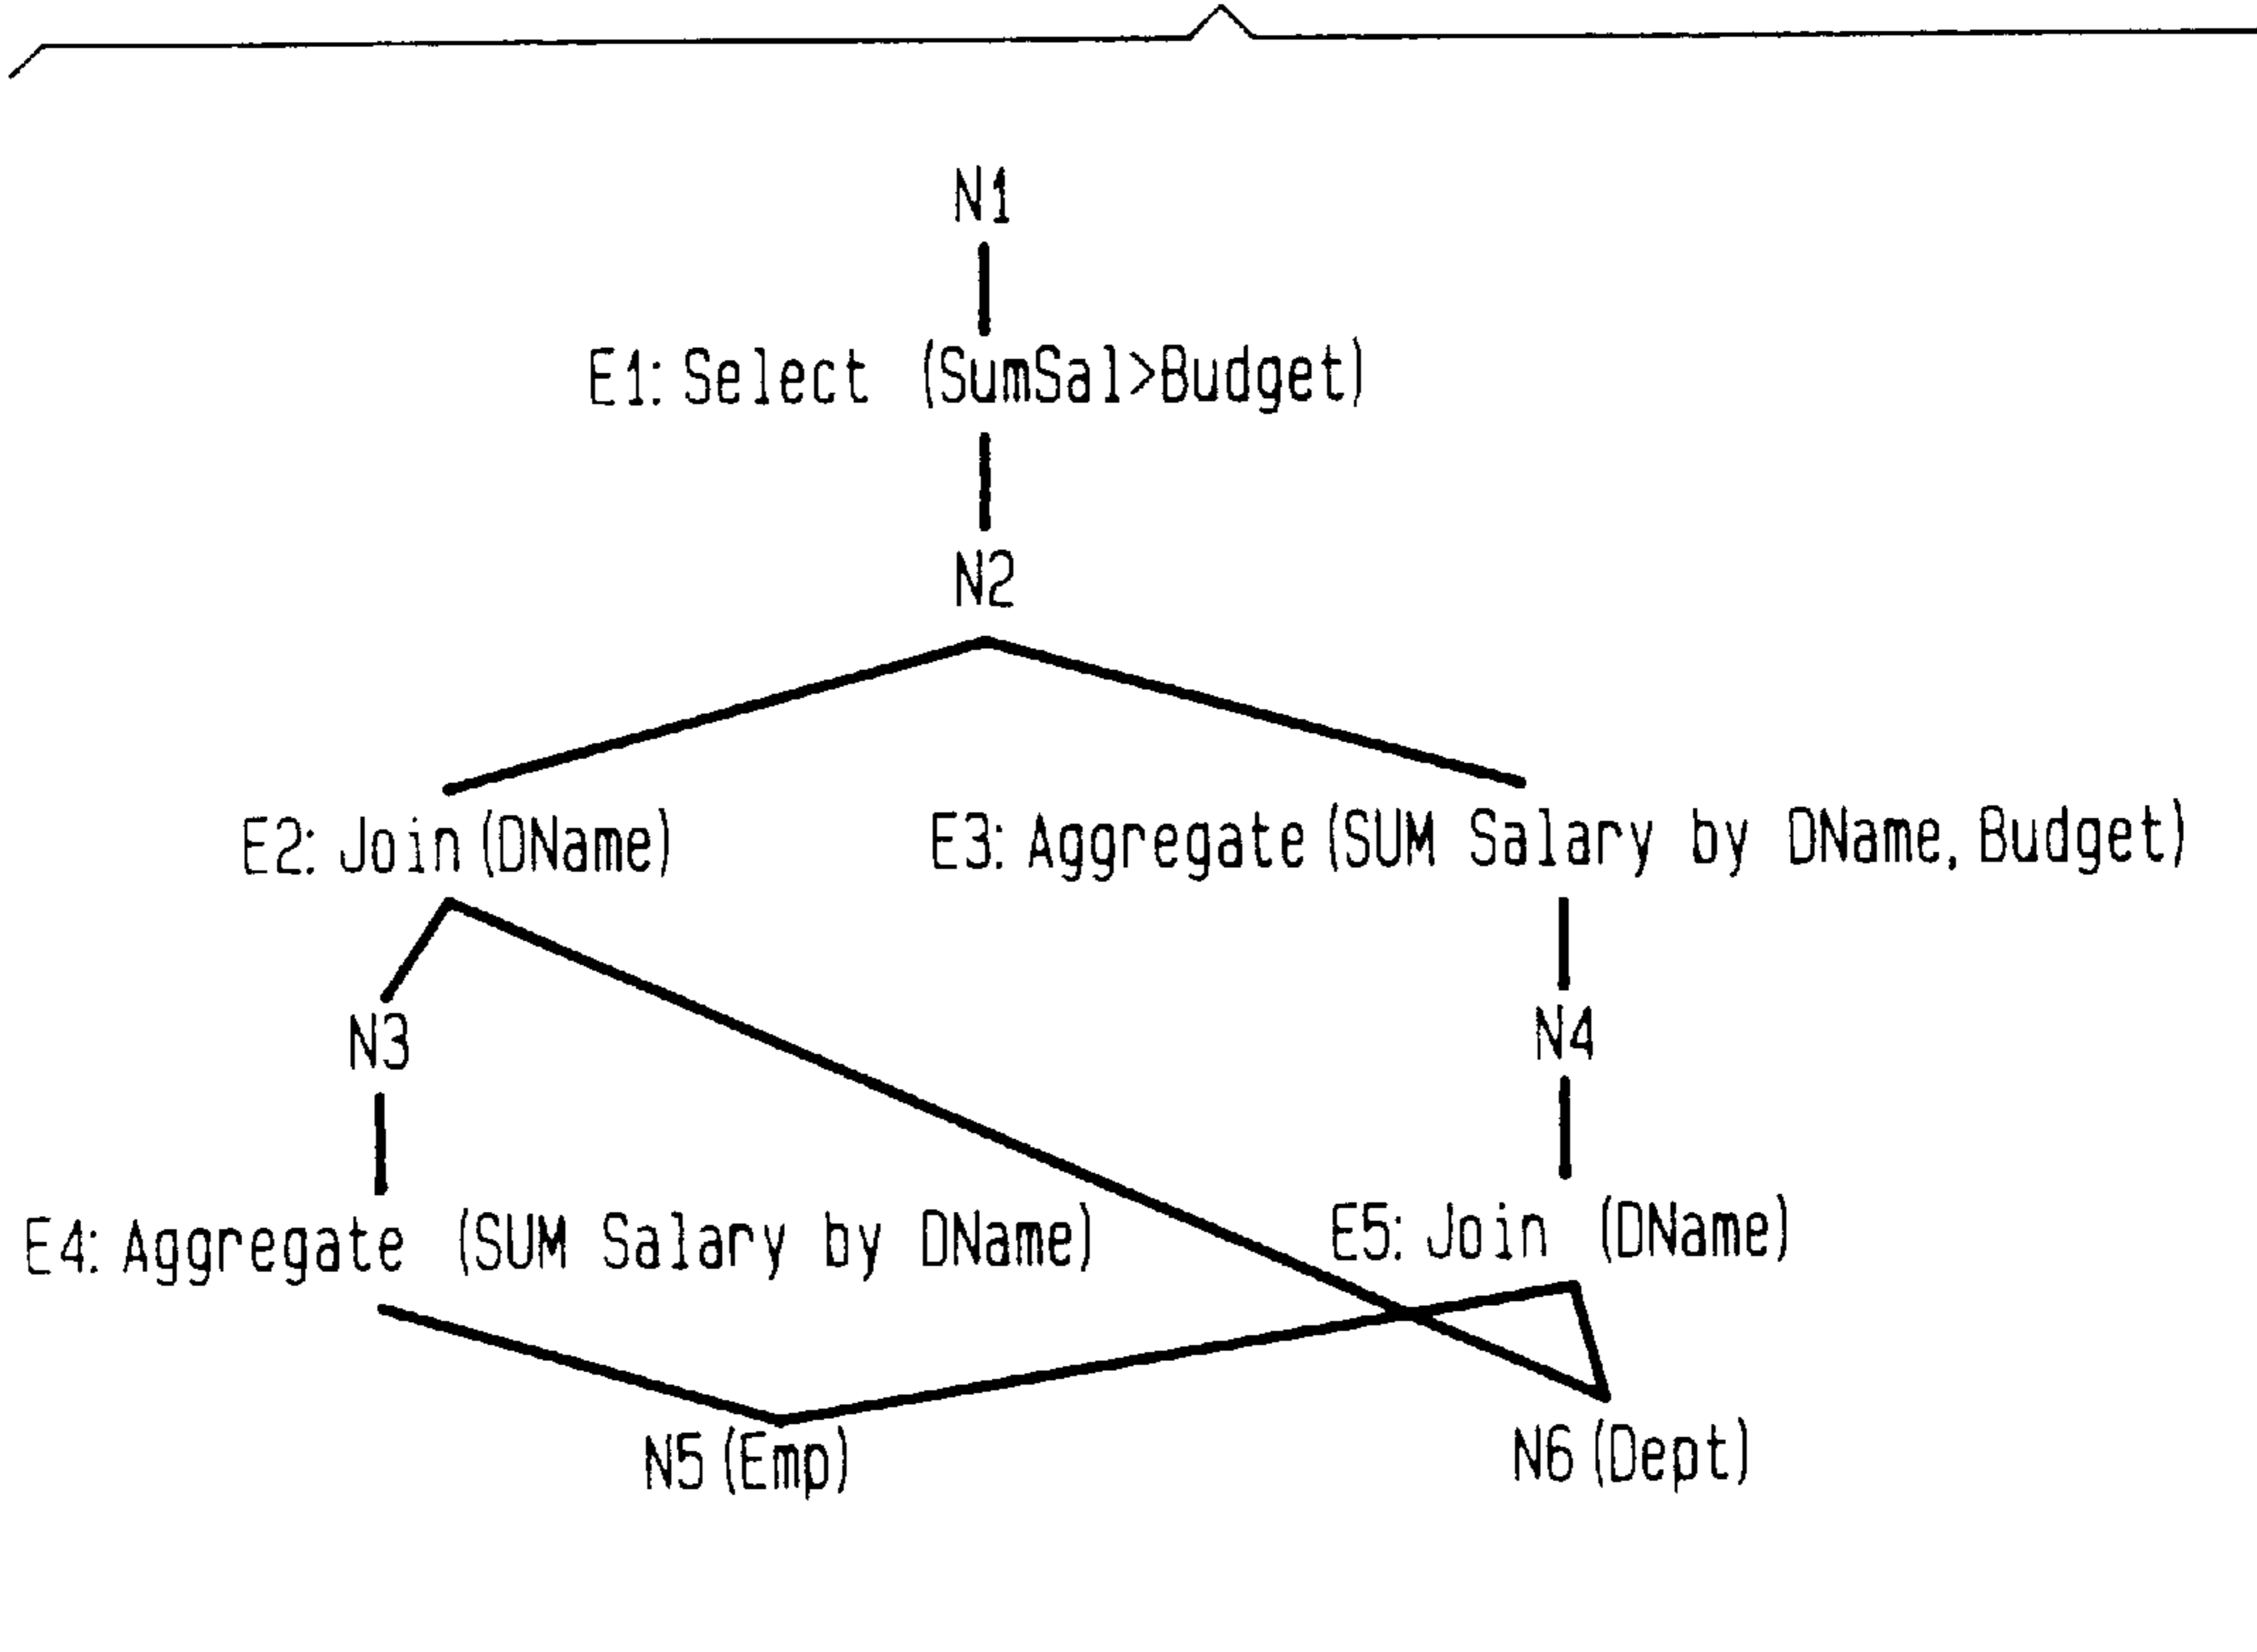 N1
E1: Select (SumSal>Budget)
N2
E2: Join (DName)
E3: Aggregate (SUM Salary by DName, Budget)
N3
N4
E4: Aggregate (SUM Salary by DName)
E5: Join (DName)
N5 (Emp)
N6 (Dept)